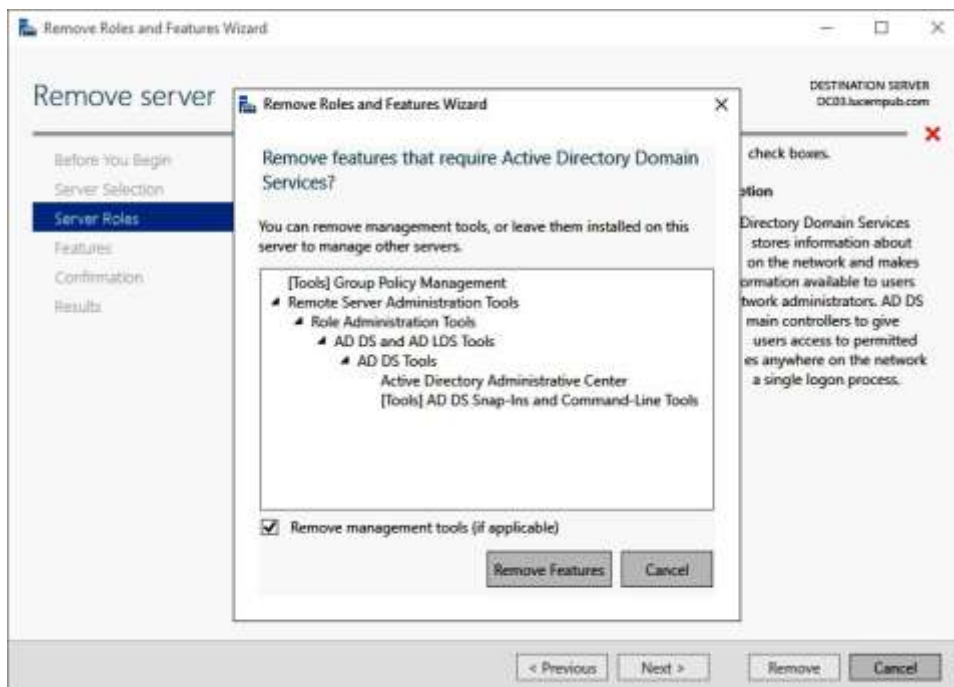 Remove Roles and Features Wizard
Remove server
DESTINATION SERVER
DC03.lucernpub.com
Before You Begin
Server Selection
Server Roles
Features
Confirmation
Results
Remove Roles and Features Wizard
Remove features that require Active Directory Domain
Services?
You can remove management tools, or leave them installed on this
server to manage other servers.
[Tools] Group Policy Management
Remote Server Administration Tools
Role Administration Tools
AD DS and AD LDS Tools
AD DS Tools
Active Directory Administrative Center
[Tools] AD DS Snap-Ins and Command-Line Tools
Remove management tools (if applicable)
Remove Features
Cancel
check boxes.
ption
Directory Domain Services
stores information about
on the network and makes
ormation available to users
twork administrators. AD DS
main controllers to give
users access to permitted
es anywhere on the network
a single logon process.
< Previous
Next >
Remove
Cancel